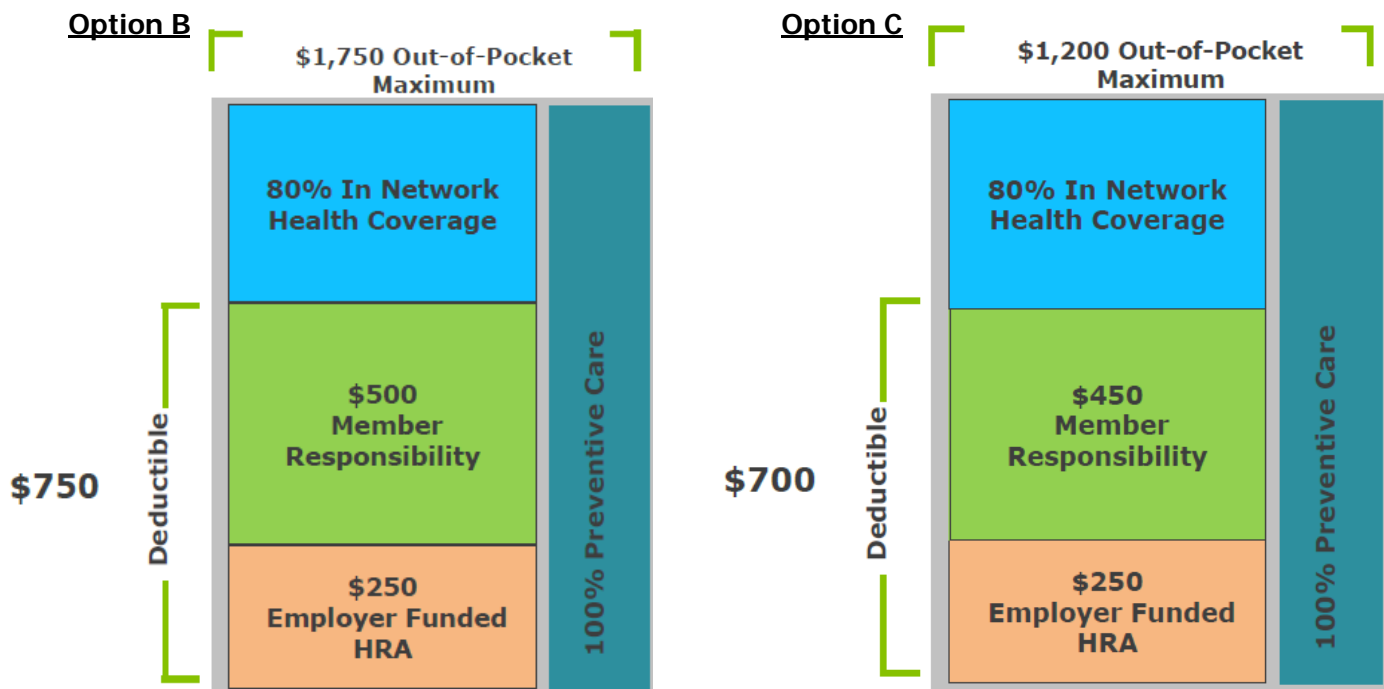 Option B
$1,750 Out-of-Pocket
Maximum
80% In Network
Health Coverage
$500
Member
Responsibility
$250
Employer Funded
HRA
100% Preventive Care
Deductible
$750
Option C
$1,200 Out-of-Pocket
Maximum
80% In Network
Health Coverage
$450
Member
Responsibility
$250
Employer Funded
HRA
100% Preventive Care
Deductible
$700